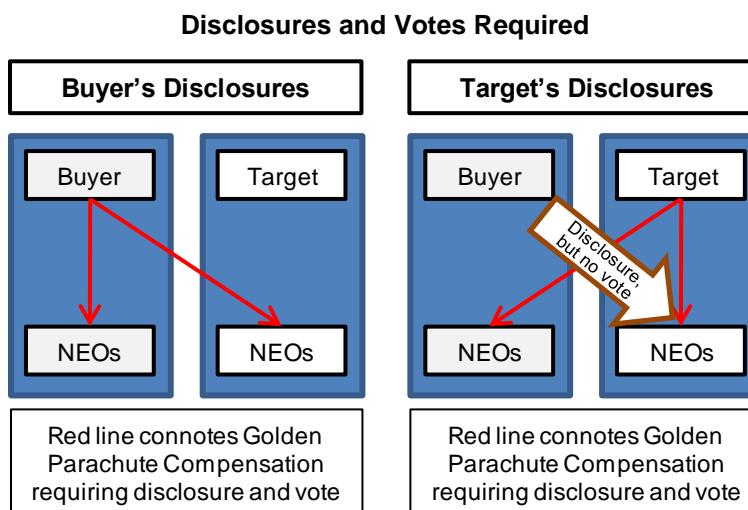 Disclosures and Votes Required
Buyer's Disclosures
Buyer
Target
NEOs
NEOs
Red line connotes Golden
Parachute Compensation
requiring disclosure and vote
Target's Disclosures
Buyer
Target
Disclosure,
but no vote
NEOs
NEOs
Red line connotes Golden
Parachute Compensation
requiring disclosure and vote